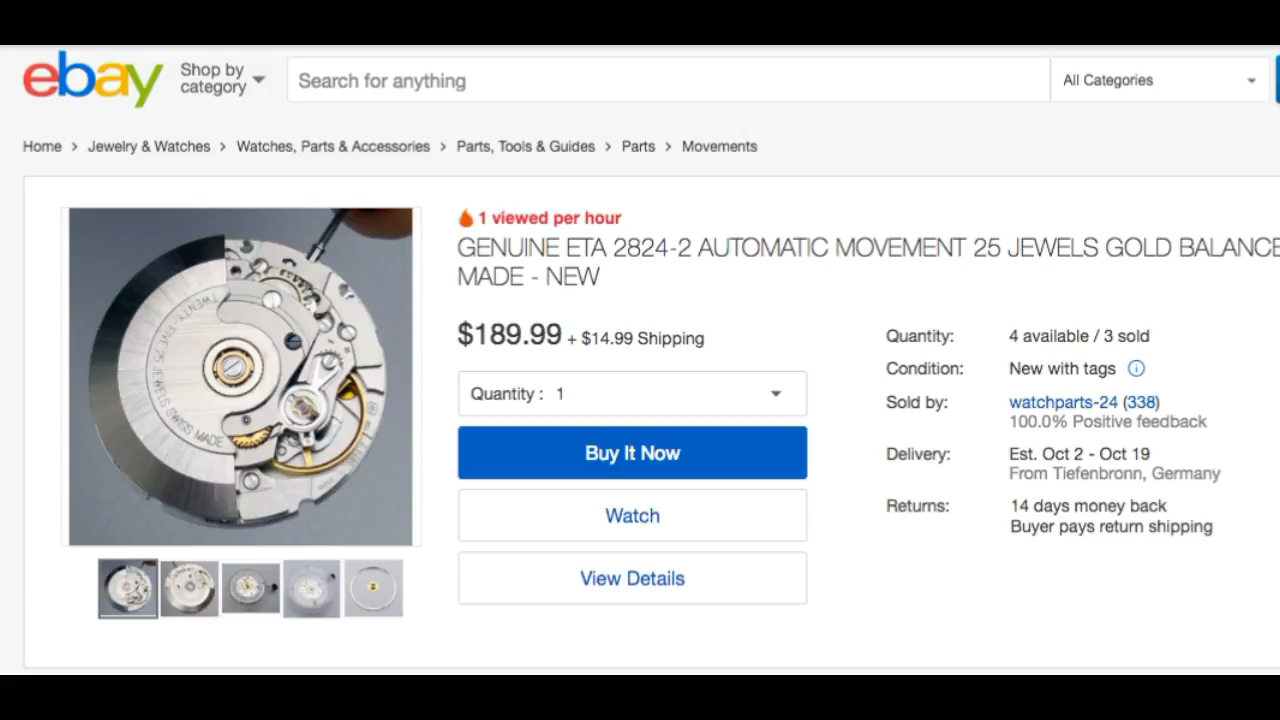 ebay
Shop by
category
Search for anything
All Categories
Home > Jewelry & Watches > Watches, Parts & Accessories > Parts, Tools & Guides > Parts > Movements
1 viewed per hour
GENUINE ETA 2824-2 AUTOMATIC MOVEMENT 25 JEWELS GOLD BALANCE
MADE - NEW
$189.99 + $14.99 Shipping
Quantity : 1
Buy It Now
Watch
View Details
Quantity: 4 available / 3 sold
Condition: New with tags
Sold by: watchparts-24 (338)
100.0% Positive feedback
Delivery: Est. Oct 2 - Oct 19
From Tiefenbronn, Germany
Returns: 14 days money back
Buyer pays return shipping
TWENTY-FIVE 25 JEWELS SWISS MADE